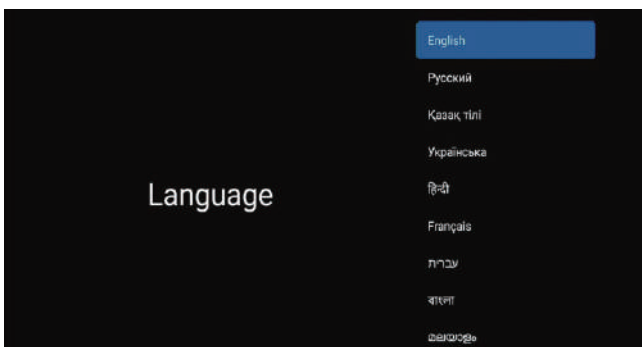 Language
English
Русский
Қазақ тілі
Українська
हिन्दी
Français
עברית
বাংলা
മലയാളം